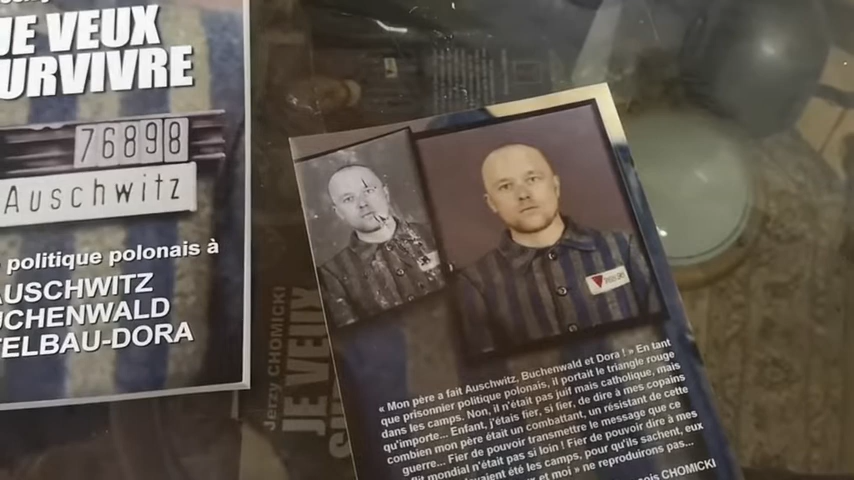 JE VEUX
SURVIVRE
76898
Auschwitz
politique polonais à
AUSCHWITZ
BUCHENWALD
MITTELBAU-DORA
Jerzy CHOMICKI
JE VEUX
« Mon père a fait Auschwitz, Buchenwald et Dora ! » En tant
que prisonnier politique polonais, il portait le triangle rouge
dans les camps. Non, il n'était pas juif mais catholique, mais
qu'importe... Enfant, j'étais fier, si fier, de dire à mes copains
combien mon père était un combattant, un résistant de cette
guerre... Fier de pouvoir transmettre le message que ce
mondial n'était pas si loin ! Fier de pouvoir dire à mes
été les camps, pour qu'ils sachent, eux
et moi » ne reproduirons pas...
CHOMICKI